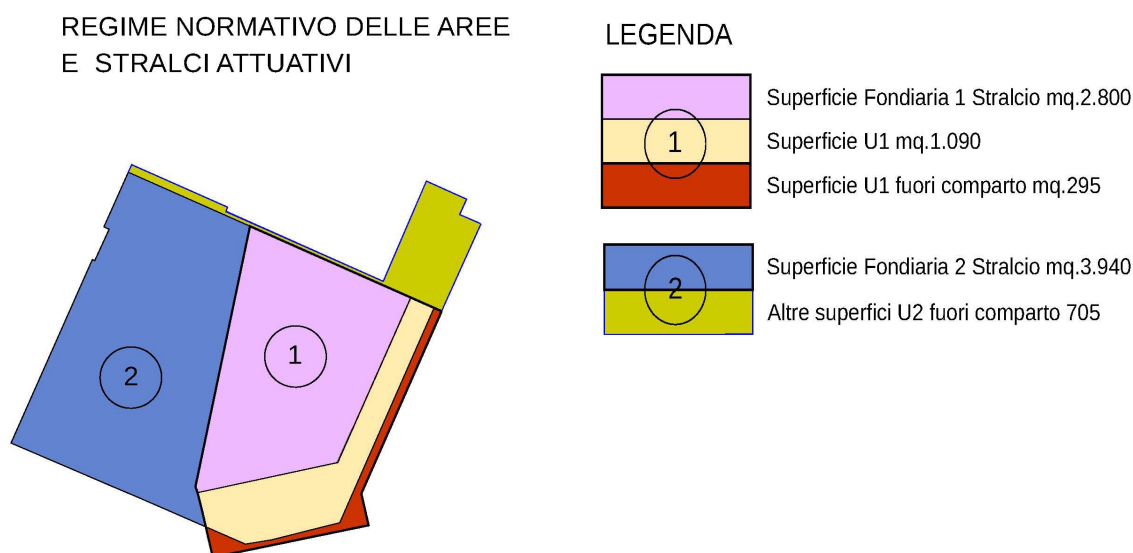 REGIME NORMATIVO DELLE AREE
E STRALCI ATTUATIVI
LEGENDA
1
Superficie Fondiaria 1 Stralcio mq.2.800
Superficie U1 mq.1.090
Superficie U1 fuori comparto mq.295
2
Superficie Fondiaria 2 Stralcio mq.3.940
Altre superfici U2 fuori comparto 705
1
2